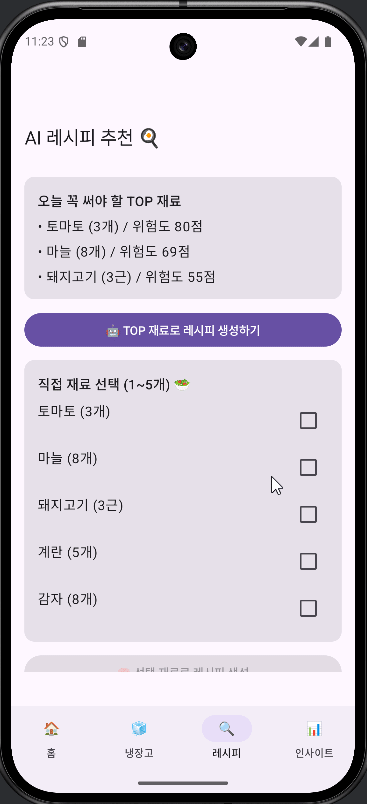 11:23
AI 레시피 추천 🍳
오늘 꼭 써야 할 TOP 재료
• 토마토 (3개) / 위험도 80점
• 마늘 (8개) / 위험도 69점
• 돼지고기 (3근) / 위험도 55점
🤖 TOP 재료로 레시피 생성하기
직접 재료 선택 (1~5개) 🥗
토마토 (3개)
마늘 (8개)
돼지고기 (3근)
계란 (5개)
감자 (8개)
선택 재료로 레시피 생성
홈 냉장고 레시피 인사이트